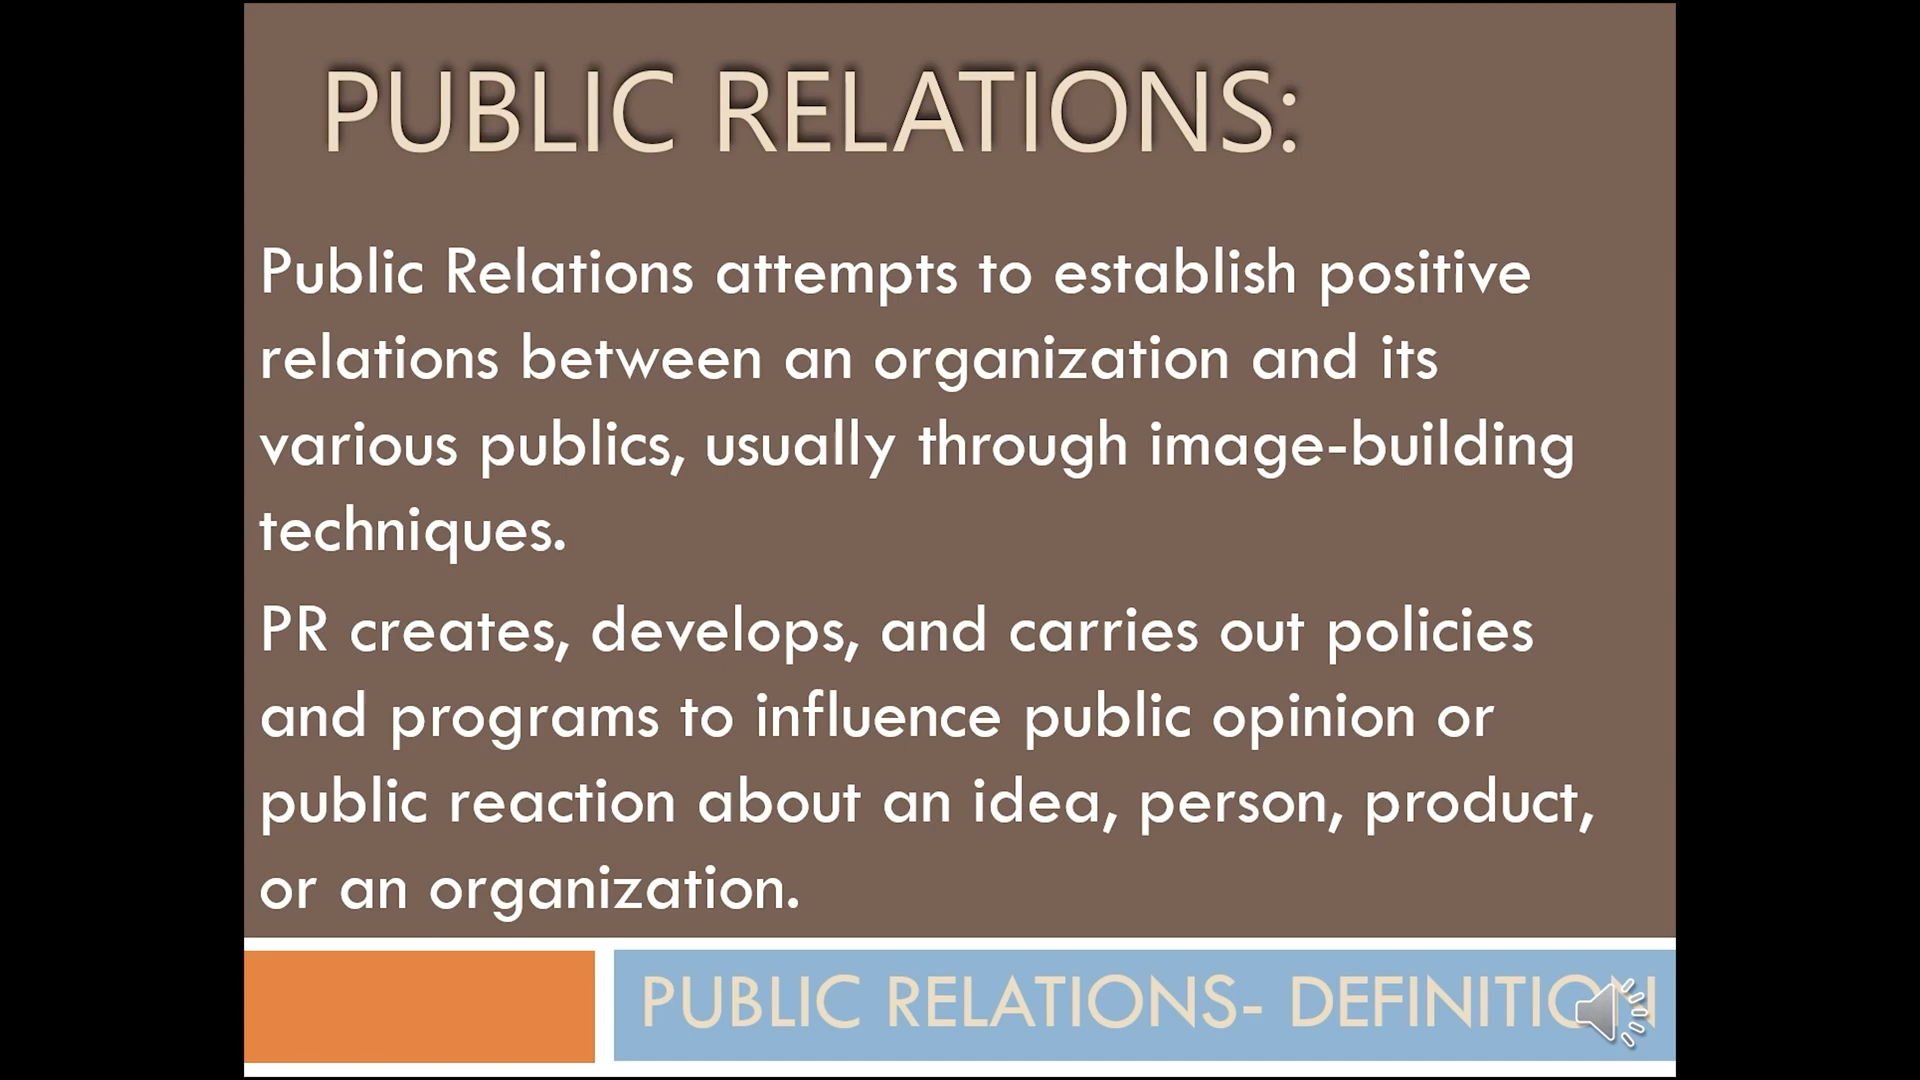 PUBLIC RELATIONS:
Public Relations attempts to establish positive
relations between an organization and its
various publics, usually through image-building
techniques.
PR creates, develops, and carries out policies
and programs to influence public opinion or
public reaction about an idea, person, product,
or an organization.
PUBLIC RELATIONS- DEFINITION